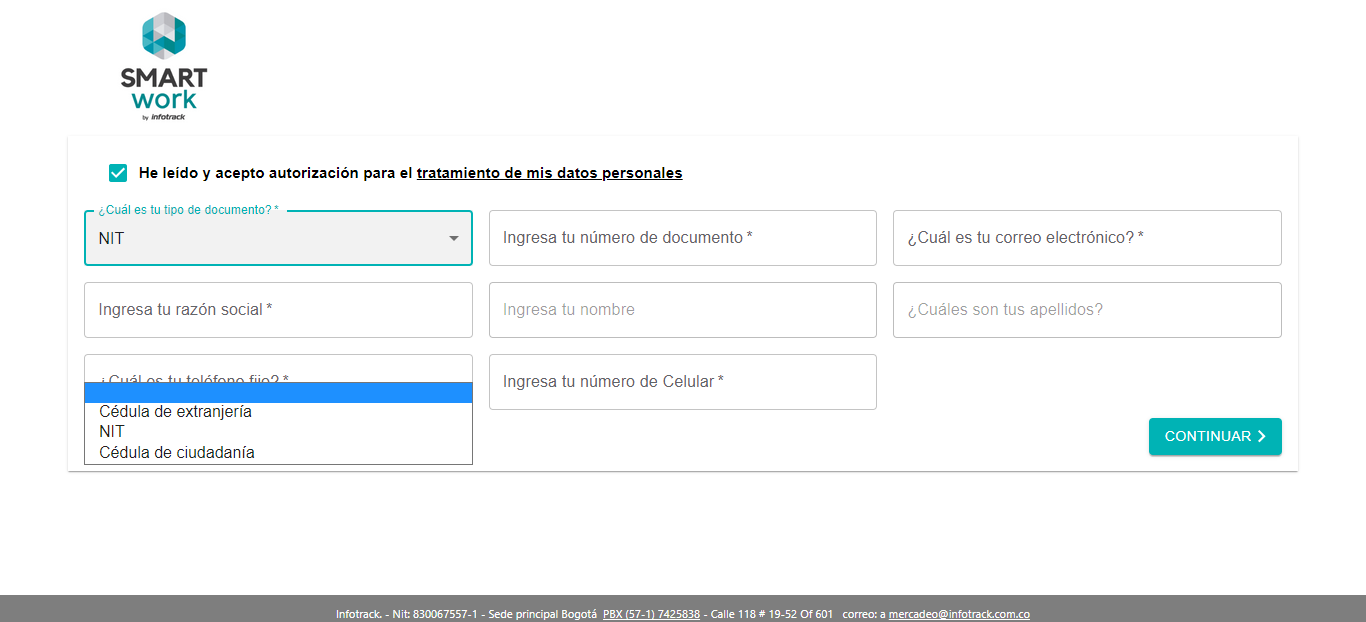 SMART
work
by infotrack
He leído y acepto autorización para el tratamiento de mis datos personales
¿Cuál es tu tipo de documento? *
NIT
Ingresa tu número de documento *
¿Cuál es tu correo electrónico? *
Ingresa tu razón social *
Ingresa tu nombre
¿Cuáles son tus apellidos?
¿Cuál es tu teléfono fijo? *
Ingresa tu número de Celular *
Cédula de extranjería
NIT
Cédula de ciudadanía
CONTINUAR
Infotrack. - Nit: 830067557-1 - Sede principal Bogotá PBX (57-1) 7425838 - Calle 118 # 19-52 Of 601 correo: a mercadeo@infotrack.com.co